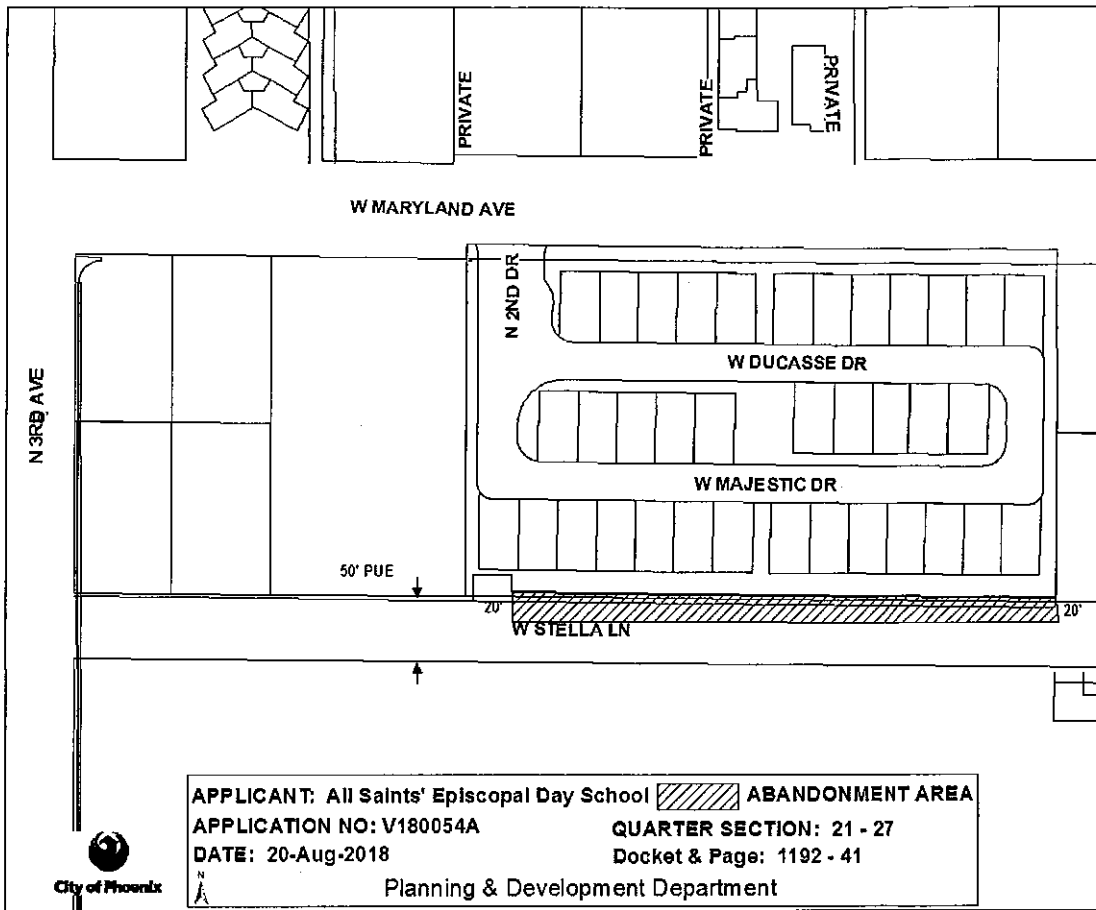 PRIVATE
PRIVATE
PRIVATE
W MARYLAND AVE
N 2ND DR
N 3RD AVE
W DUCASSE DR
W MAJESTIC DR
50' PUE
20'
20'
W STELLA LN
APPLICANT: All Saints' Episcopal Day School ABANDONMENT AREA
APPLICATION NO: V180054A QUARTER SECTION: 21 - 27
DATE: 20-Aug-2018 Docket & Page: 1192 - 41
N
Planning & Development Department
City of Phoenix